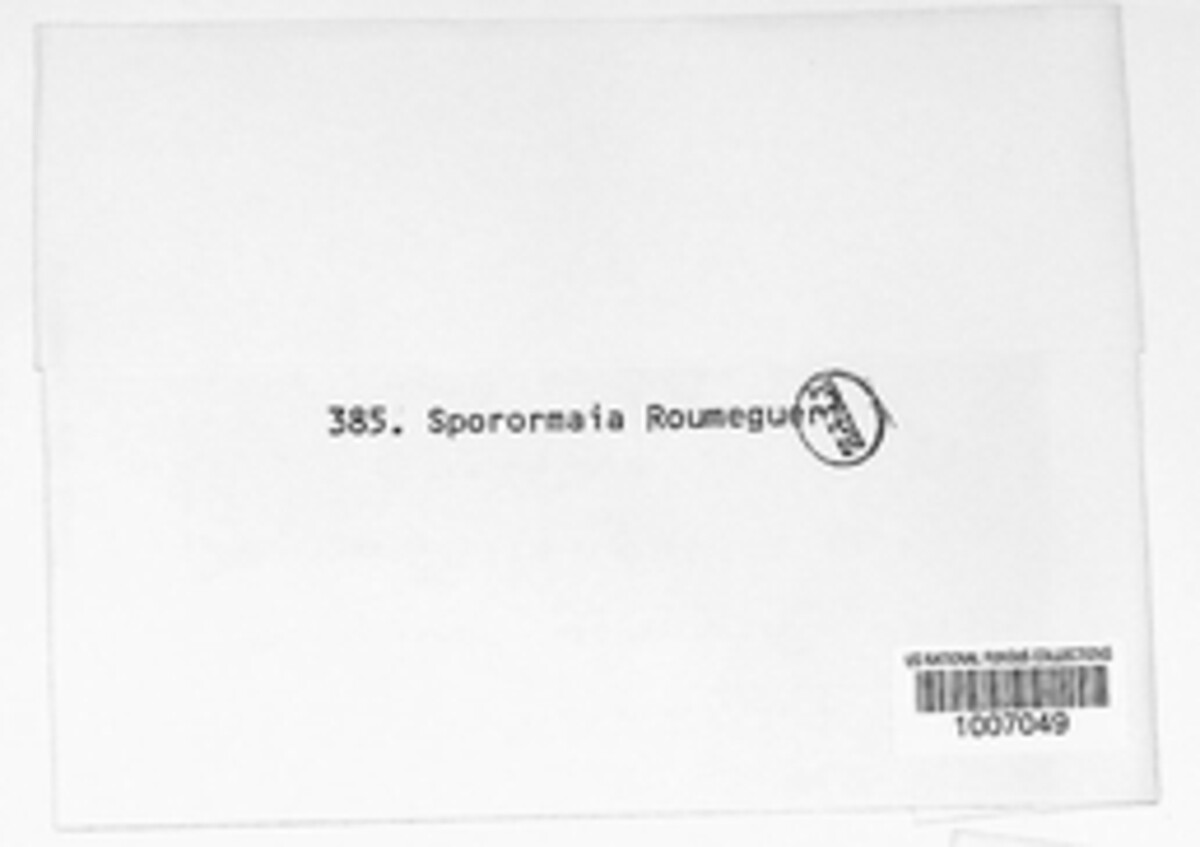 385. Sporormaia Roumegue
US NATIONAL FUNGUS COLLECTIONS
1007049